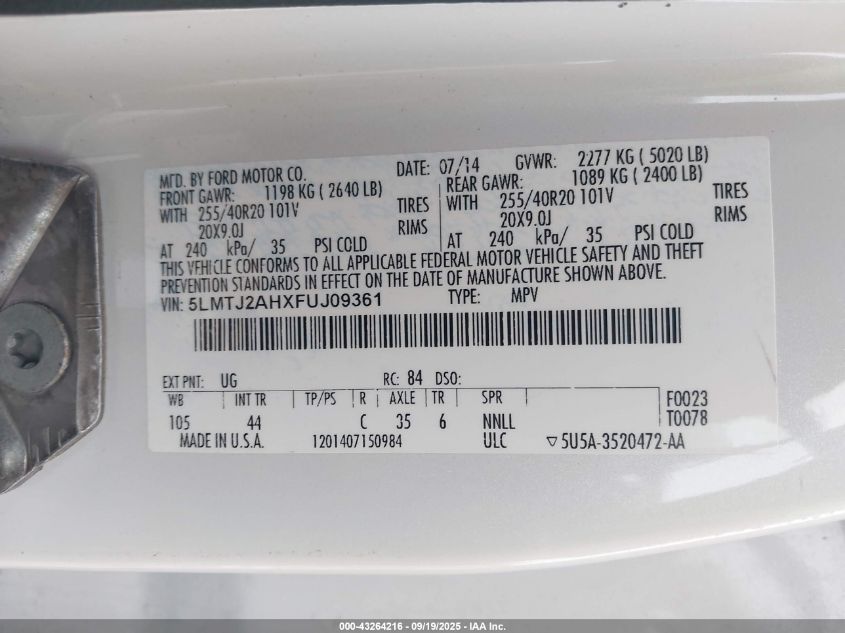 MFD. BY FORD MOTOR CO. DATE: 07/14 GVWR: 2277 KG ( 5020 LB)
FRONT GAWR: 1198 KG ( 2640 LB) REAR GAWR: 1089 KG ( 2400 LB)
WITH 255/40R20 101V TIRES WITH 255/40R20 101V TIRES
20X9.0J RIMS 20X9.0J RIMS
AT 240 kPa/ 35 PSI COLD AT 240 kPa/ 35 PSI COLD
THIS VEHICLE CONFORMS TO ALL APPLICABLE FEDERAL MOTOR VEHICLE SAFETY AND THEFT
PREVENTION STANDARDS IN EFFECT ON THE DATE OF MANUFACTURE SHOWN ABOVE.
VIN: 5LMTJ2AHXFUJ09361 TYPE: MPV
EXT PNT: UG RC: 84 DSO:
WB INT TR TP/PS R AXLE TR SPR F0023
105 44 C 35 6 NNLL T0078
MADE IN U.S.A. 1201407150984 ULC ▽5U5A-3520472-AA
000-43264216 - 09/19/2025 - IAA Inc.